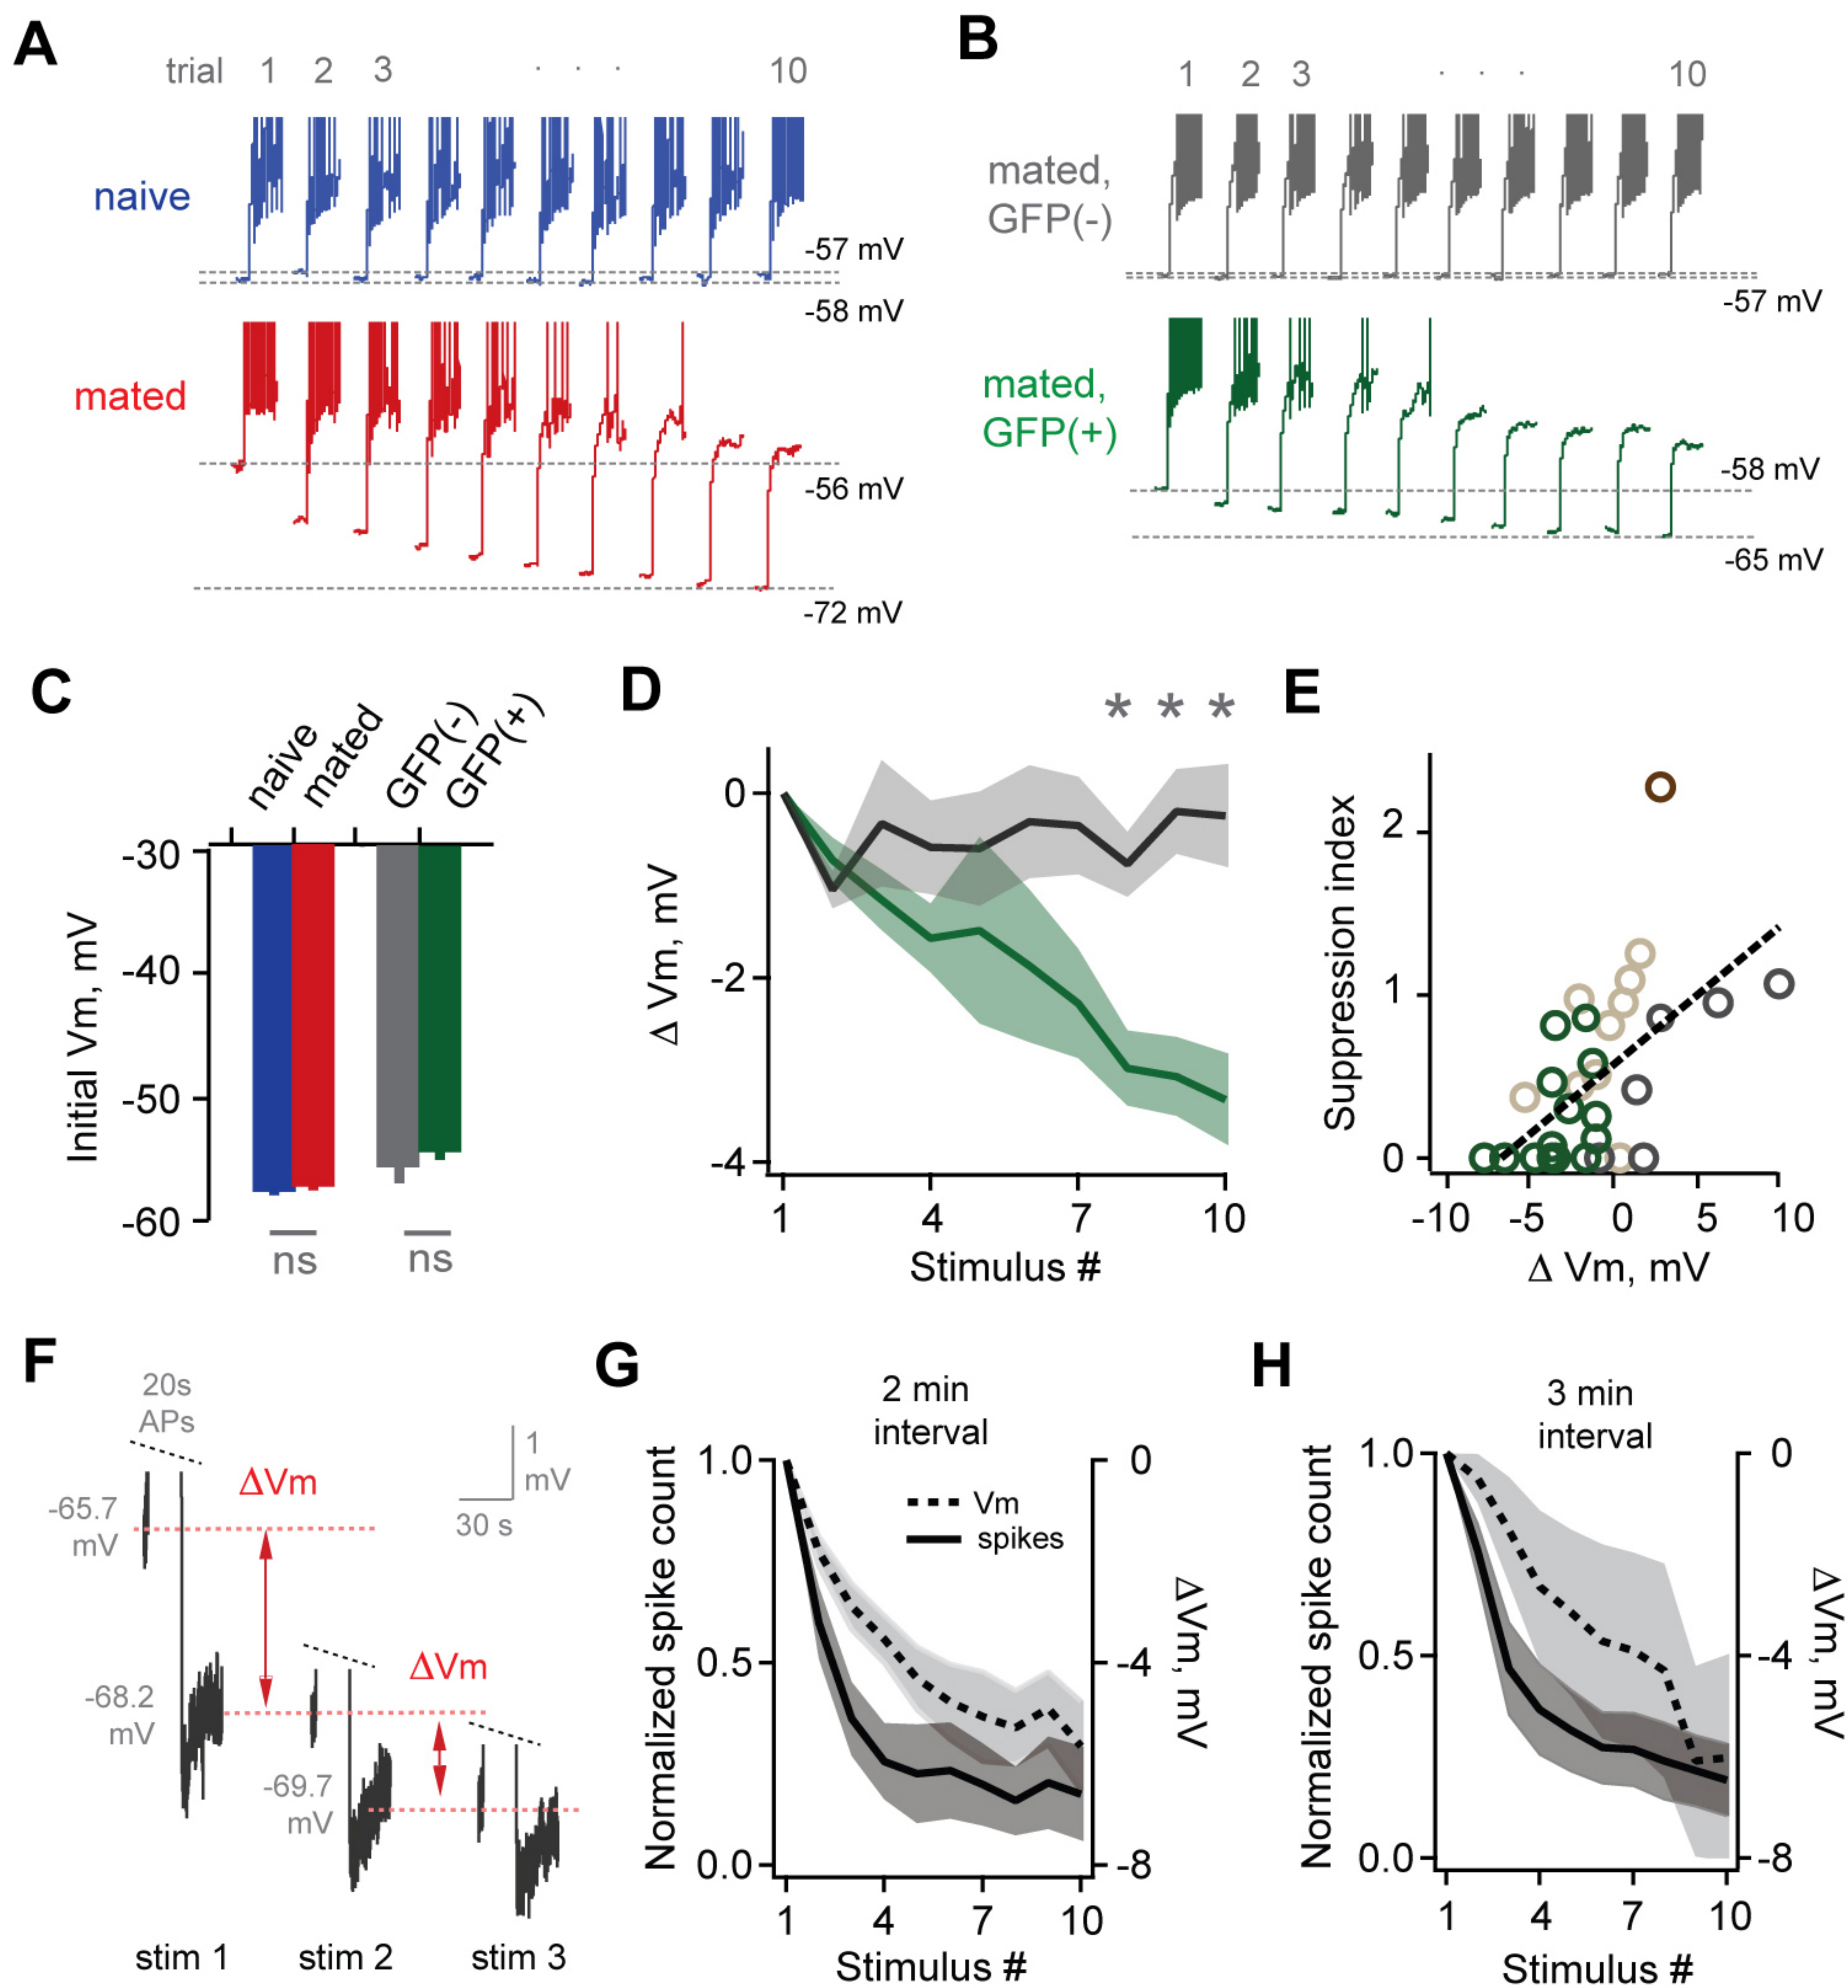 A
trial 1 2 3 · · · 10
naive
-57 mV
-58 mV
mated
-56 mV
-72 mV
B
1 2 3 · · · 10
mated,
GFP(-)
-57 mV
mated,
GFP(+)
-58 mV
-65 mV
C
naive
mated
GFP(-)
GFP(+)
Initial Vm, mV
-30
-40
-50
-60
ns
ns
D
* * *
Δ Vm, mV
0
-2
-4
1 4 7 10
Stimulus #
E
Suppression index
2
1
0
-10 -5 0 5 10
Δ Vm, mV
F
20s
APs
1
mV
30 s
ΔVm
-65.7
mV
ΔVm
-68.2
mV
-69.7
mV
stim 1 stim 2 stim 3
G
2 min
interval
Normalized spike count
1.0
0.5
0.0
Vm
spikes
0
-4
-8
ΔVm, mV
1 4 7 10
Stimulus #
H
3 min
interval
Normalized spike count
1.0
0.5
0.0
0
-4
-8
ΔVm, mV
1 4 7 10
Stimulus #